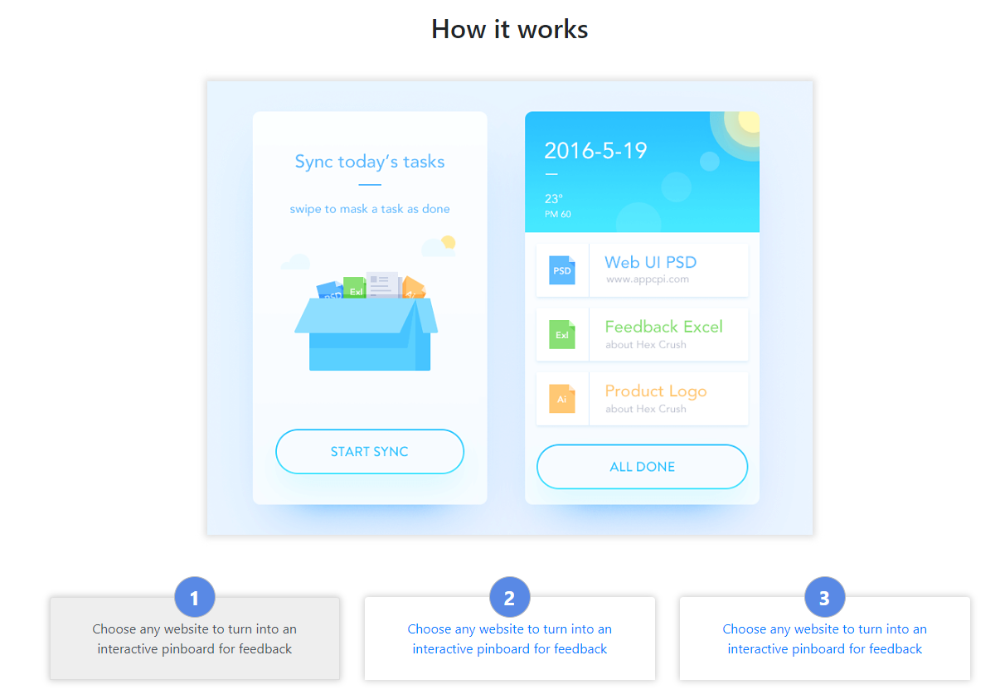 How it works
Sync today's tasks
swipe to mask a task as done
PSD
Exl
Ai
START SYNC
2016-5-19
23°
PM 60
PSD
Web UI PSD
www.appcpi.com
Exl
Feedback Excel
about Hex Crush
Ai
Product Logo
about Hex Crush
ALL DONE
1
Choose any website to turn into an
interactive pinboard for feedback
2
Choose any website to turn into an
interactive pinboard for feedback
3
Choose any website to turn into an
interactive pinboard for feedback